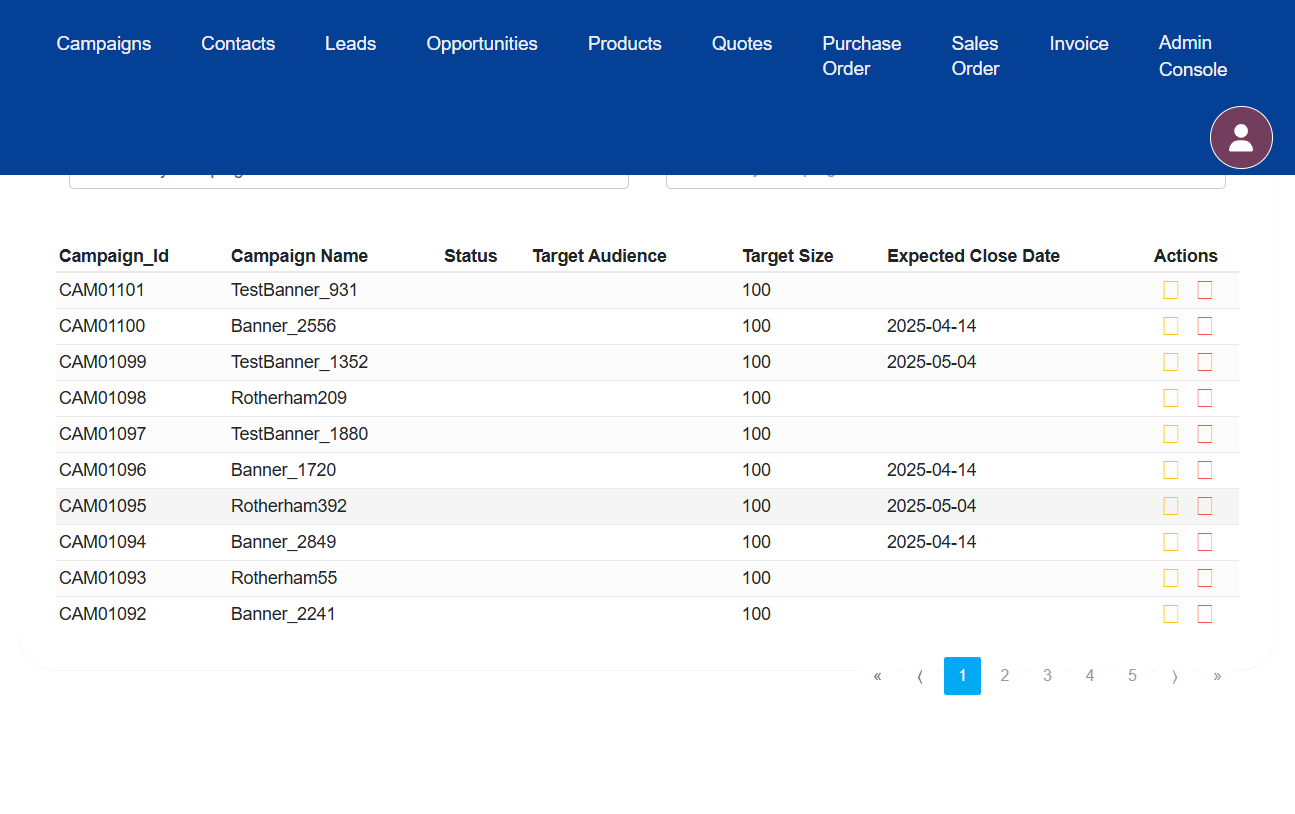 Campaigns Contacts Leads Opportunities Products Quotes Purchase Order Sales Order Invoice Admin Console
Campaign_Id Campaign Name Status Target Audience Target Size Expected Close Date Actions
CAM01101 TestBanner_931 100
CAM01100 Banner_2556 100 2025-04-14
CAM01099 TestBanner_1352 100 2025-05-04
CAM01098 Rotherham209 100
CAM01097 TestBanner_1880 100
CAM01096 Banner_1720 100 2025-04-14
CAM01095 Rotherham392 100 2025-05-04
CAM01094 Banner_2849 100 2025-04-14
CAM01093 Rotherham55 100
CAM01092 Banner_2241 100
« ⟨ 1 2 3 4 5 ⟩ »